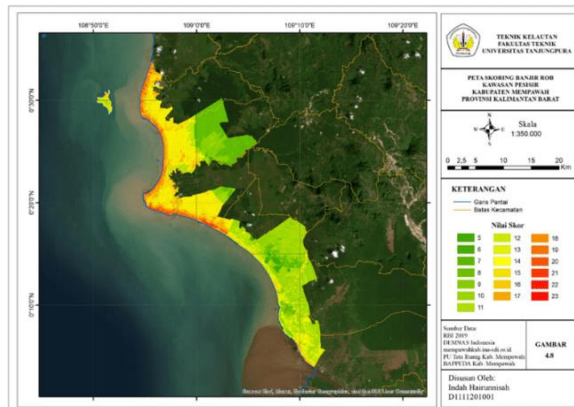 108°50'0"E 109°0'0"E 109°10'0"E 109°20'0"E
0°30'0"N
0°20'0"N
0°10'0"N
TEKNIK KELAUTAN
FAKULTAS TEKNIK
UNIVERSITAS TANJUNGPURA
PETA SKORING BANJIR ROB
KAWASAN PESISIR
KABUPATEN MEMPAWAH
PROVINSI KALIMANTAN BARAT
N
W E
S
Skala
1:350.000
0 2,5 5 10 15 20
Km
KETERANGAN
Garis Pantai
Batas Kecamatan
Nilai Skor
5 12 18
6 13 19
7 14 20
8 15 21
9 16 22
10 17 23
11
Sumber Data:
RBI 2019
DEMNAS Indonesia
mempawahkab.ina-sdi.or.id
PU Tata Ruang Kab. Mempawah
BAPPEDA Kab. Mempawah
GAMBAR
4.8
Disusun Oleh:
Indah Hairunnisah
D1111201001